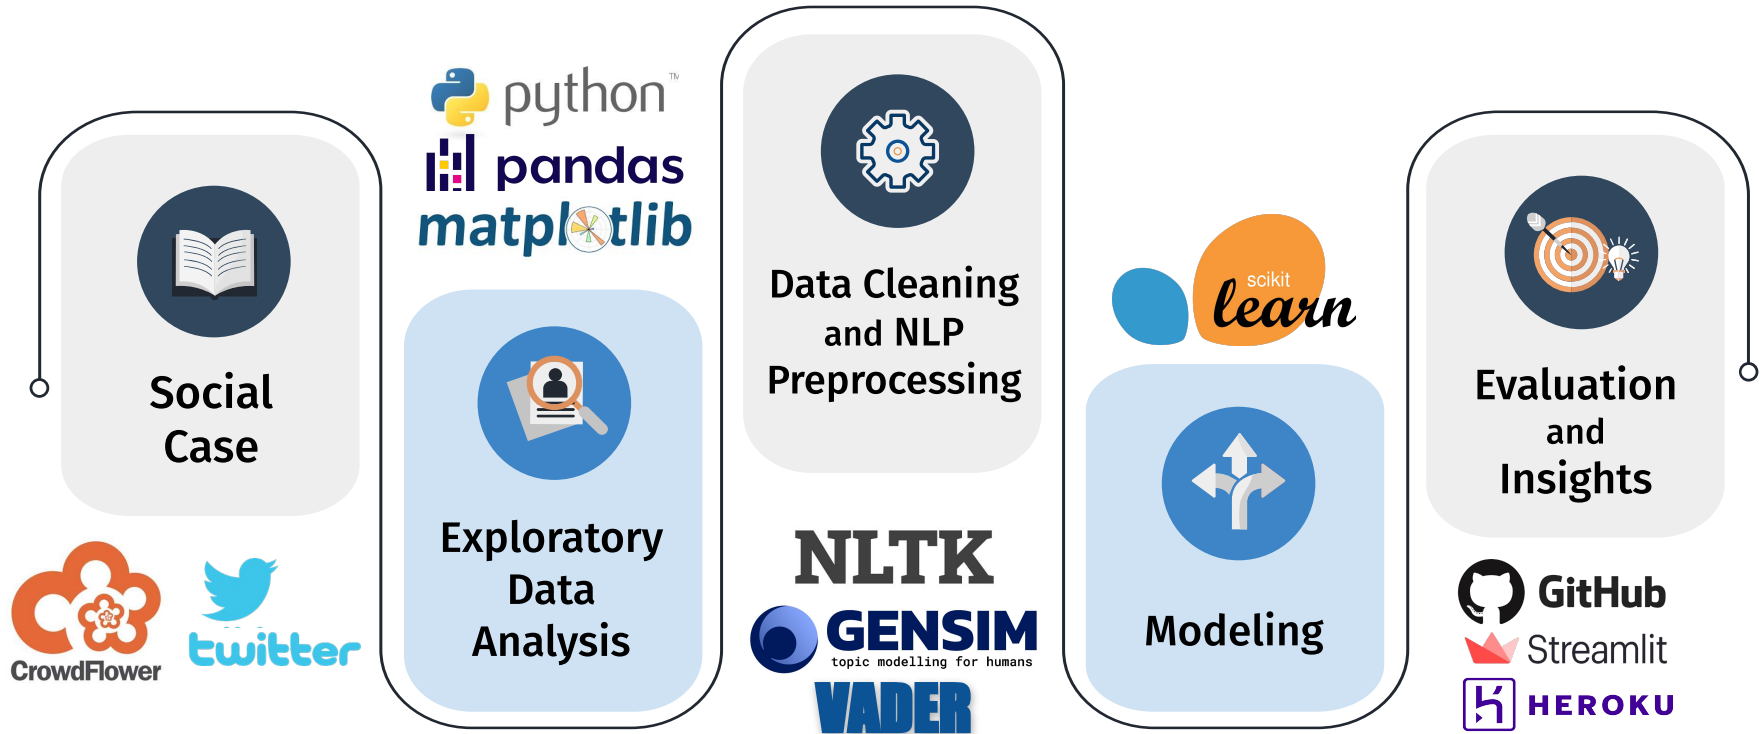 Social
Case
CrowdFlower
twitter
python™
pandas
matplotlib
Exploratory
Data
Analysis
Data Cleaning
and NLP
Preprocessing
NLTK
GENSIM
topic modelling for humans
VADER
scikit
learn
Modeling
Evaluation
and
Insights
GitHub
Streamlit
HEROKU